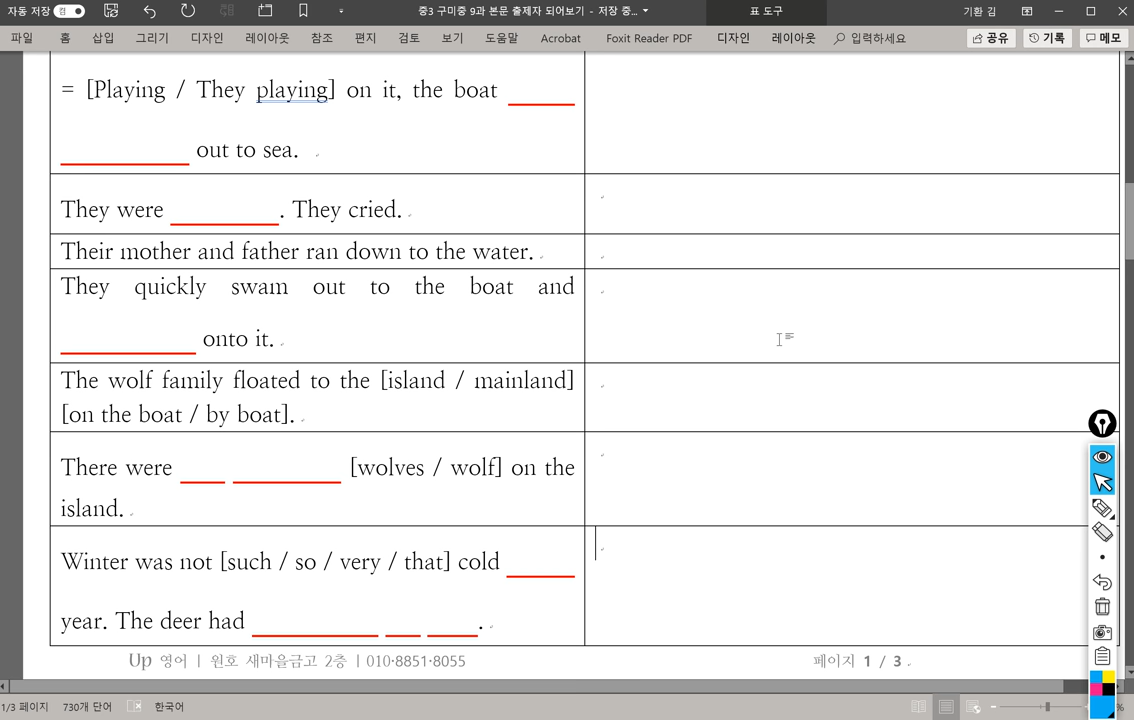 자동 저장 켬 중3 구미중 9과 본문 출제자 되어보기 - 저장 중... 표 도구 기환 김
파일 홈 삽입 그리기 디자인 레이아웃 참조 편지 검토 보기 도움말 Acrobat Foxit Reader PDF 디자인 레이아웃 입력하세요 공유 기록 메모
= [Playing / They playing] on it, the boat
out to sea.
They were . They cried.
Their mother and father ran down to the water.
They quickly swam out to the boat and
onto it.
The wolf family floated to the [island / mainland]
[on the boat / by boat].
There were [wolves / wolf] on the
island.
Winter was not [such / so / very / that] cold
year. The deer had .
Up 영어 | 원호 새마을금고 2층 | 010·8851·8055 페이지 1 / 3
1/3 페이지 730개 단어 한국어 %